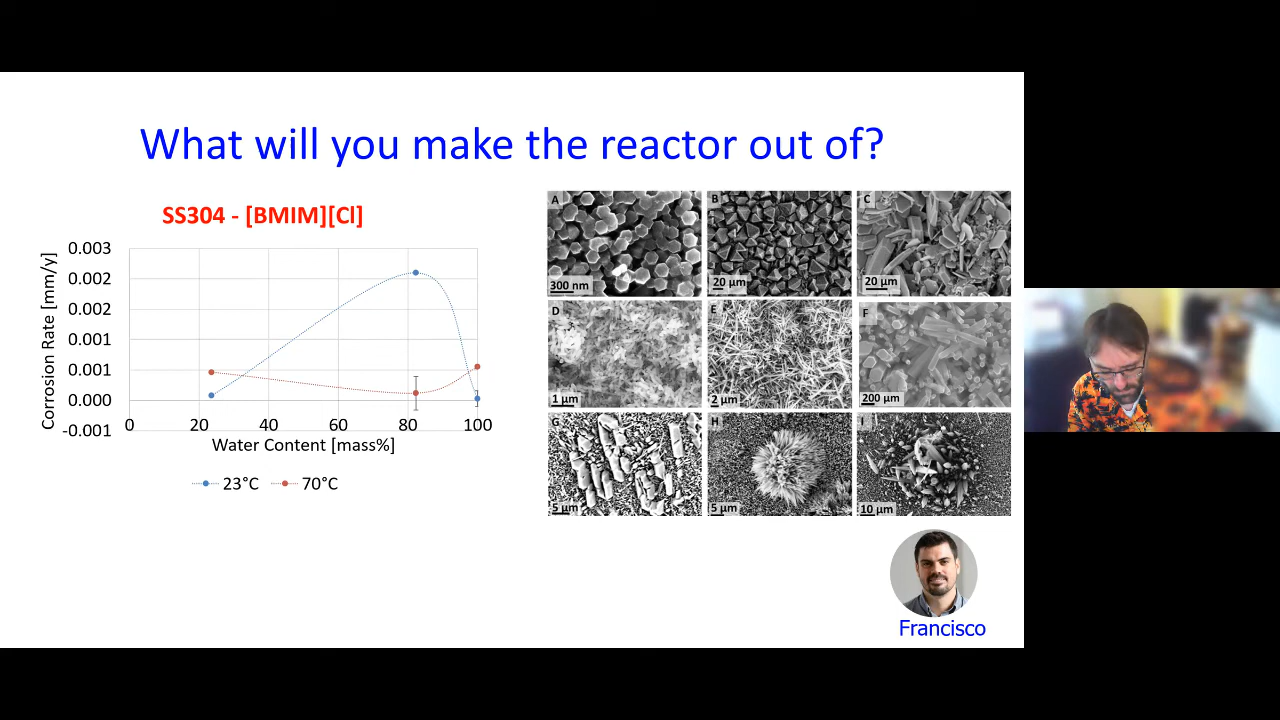 What will you make the reactor out of?
SS304 - [BMIM][Cl]
0.003
0.002
0.002
0.001
0.001
0.000
-0.001
Corrosion Rate [mm/y]
0 20 40 60 80 100
Water Content [mass%]
23°C 70°C
A B C
300 nm 20 µm 20 µm
D E F
1 µm 2 µm 200 µm
G H I
5 µm 5 µm 10 µm
Francisco